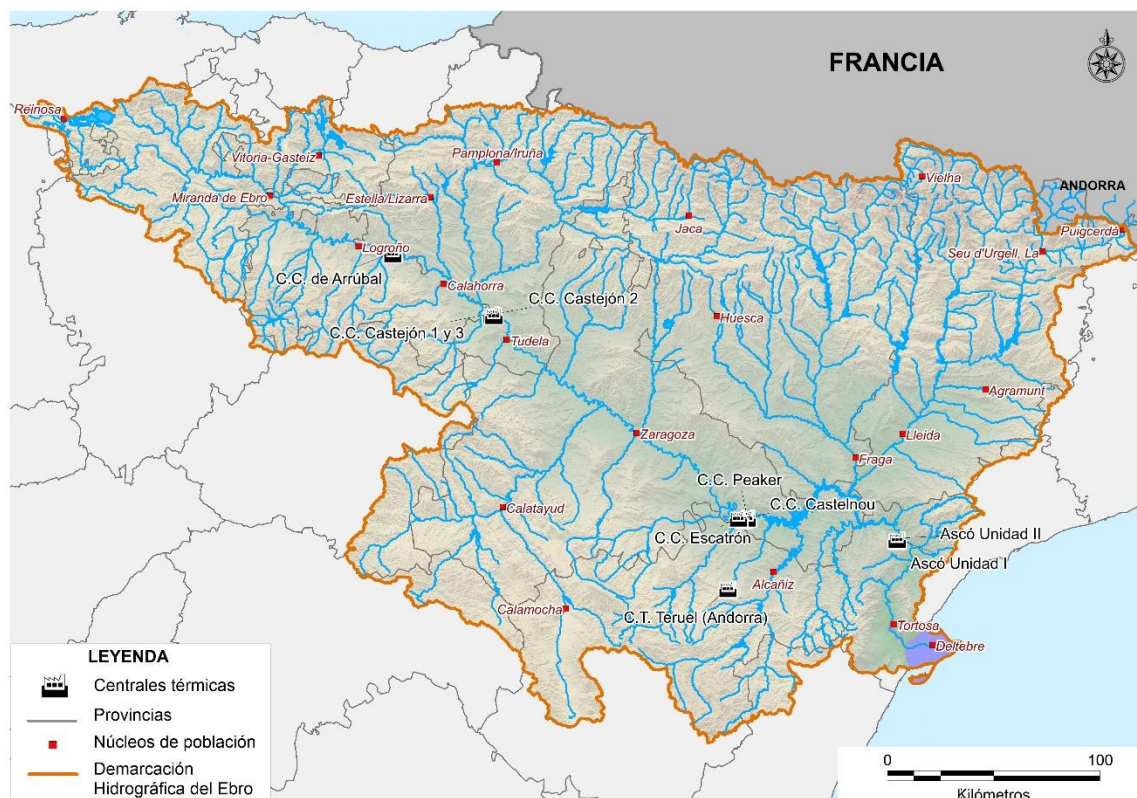 FRANCIA
Reinosa
Vitoria-Gasteiz
Pamplona/Iruña
Vielha
ANDORRA
Miranda de Ebro
Estella/Lizarra
Jaca
Puigcerdá
Logroño
Seu d'Urgell, La
C.C. de Arrúbal
Calahorra
C.C. Castejón 2
Huesca
C.C. Castejón 1 y 3
Tudela
Agramunt
Zaragoza
Lleida
Fraga
C.C. Peaker
Calatayud
C.C. Castelnou
C.C. Escatrón
Ascó Unidad II
Ascó Unidad I
Alcañiz
Calamocha
C.T. Teruel (Andorra)
Tortosa
Deltebre
LEYENDA
Centrales térmicas
Provincias
Núcleos de población
Demarcación
Hidrográfica del Ebro
0 100
Kilómetros